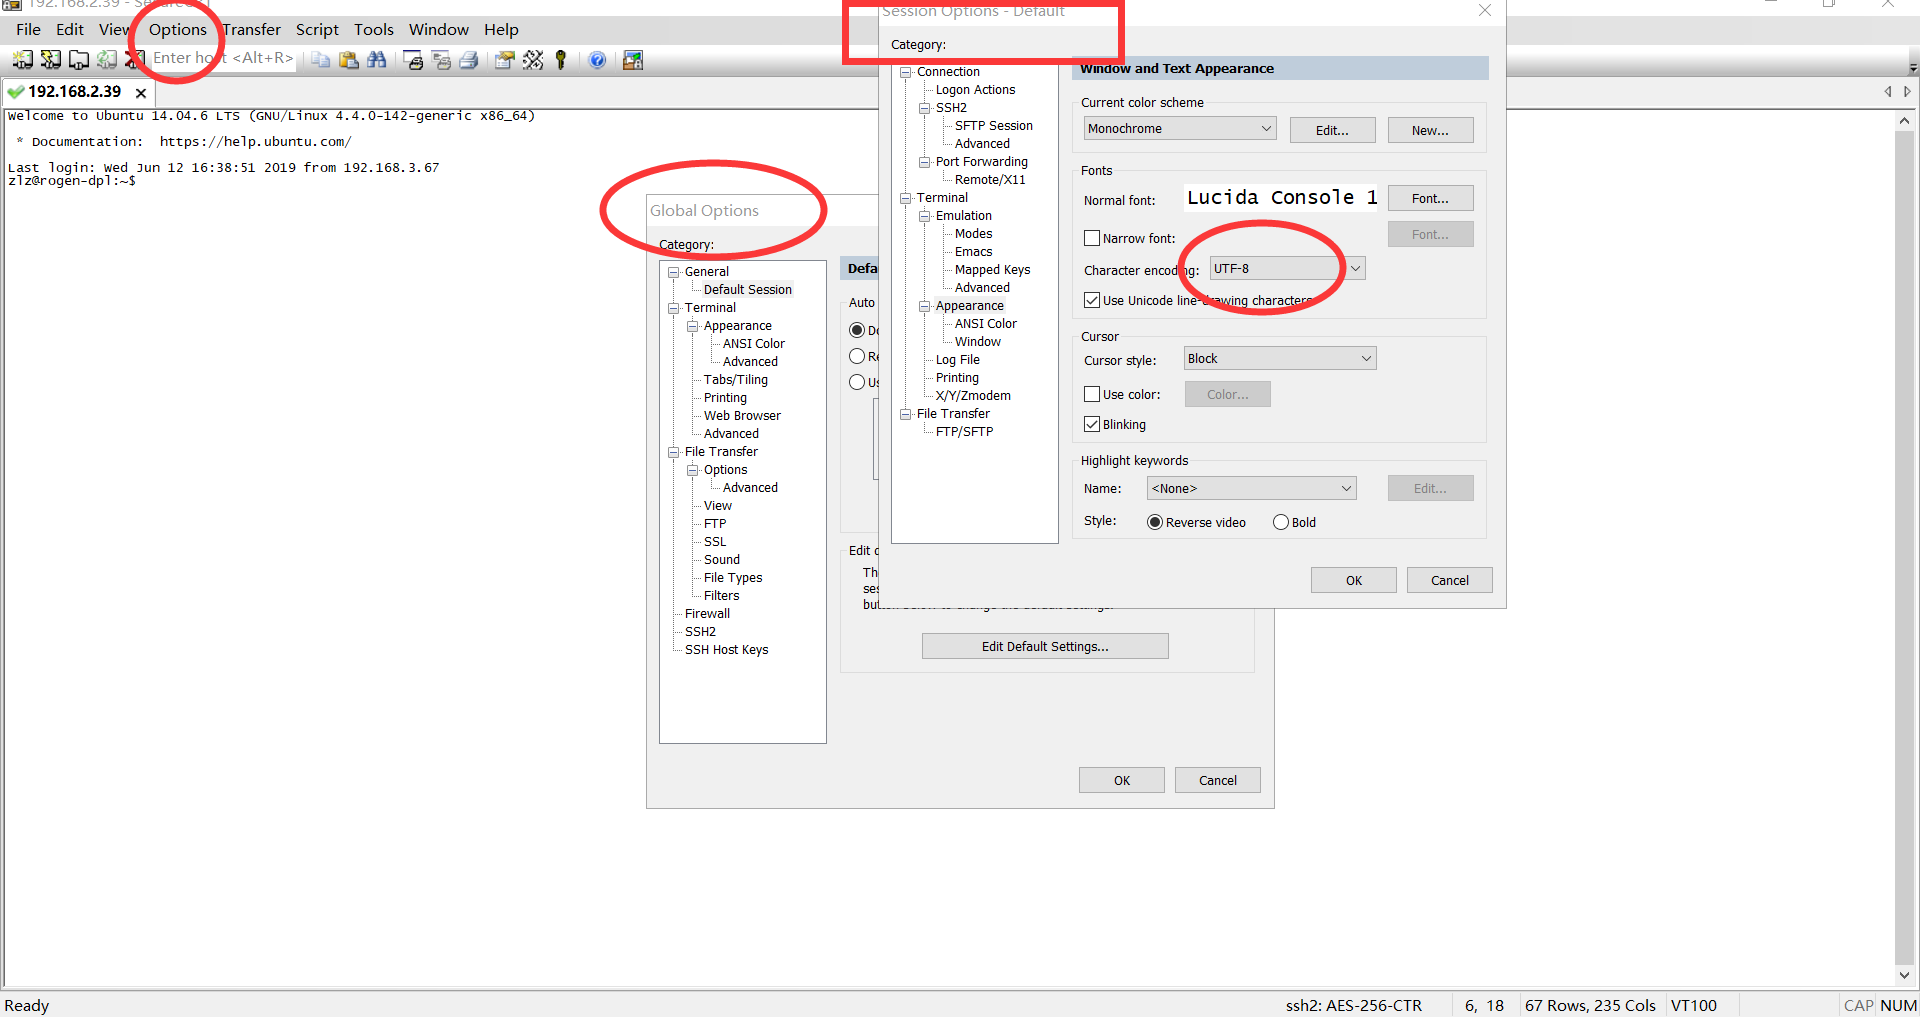 192.168.2.39 - SecureCRT
File Edit View Options Transfer Script Tools Window Help
Enter host <Alt+R>
192.168.2.39
Welcome to Ubuntu 14.04.6 LTS (GNU/Linux 4.4.0-142-generic x86_64)
* Documentation: https://help.ubuntu.com/
Last login: Wed Jun 12 16:38:51 2019 from 192.168.3.67
zlz@rogen-dpl:~$
Global Options
Category:
General
Default Session
Terminal
Appearance
ANSI Color
Advanced
Tabs/Tiling
Printing
Web Browser
Advanced
File Transfer
Options
Advanced
View
FTP
SSL
Sound
File Types
Filters
Firewall
SSH2
SSH Host Keys
Defa
Auto
Edit
button below to change the default settings.
Edit Default Settings...
OK Cancel
Session Options - Default
Category:
Connection
Logon Actions
SSH2
SFTP Session
Advanced
Port Forwarding
Remote/X11
Terminal
Emulation
Modes
Emacs
Mapped Keys
Advanced
Appearance
ANSI Color
Window
Log File
Printing
X/Y/Zmodem
File Transfer
FTP/SFTP
Window and Text Appearance
Current color scheme
Monochrome Edit... New...
Fonts
Normal font: Lucida Console 1 Font...
Narrow font: Font...
Character encoding: UTF-8
Use Unicode line-drawing characters
Cursor
Cursor style: Block
Use color: Color...
Blinking
Highlight keywords
Name: <None> Edit...
Style: Reverse video Bold
OK Cancel
Ready ssh2: AES-256-CTR 6, 18 67 Rows, 235 Cols VT100 CAP NUM